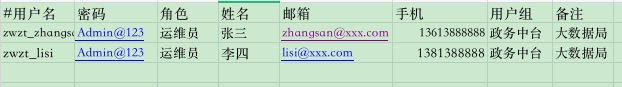 #用户名 密码 角色 姓名 邮箱 手机 用户组 备注
zwzt_zhangsa Admin@123 运维员 张三 zhangsan@xxx.com 13613888888 政务中台 大数据局
zwzt_lisi Admin@123 运维员 李四 lisi@xxx.com 1381388888 政务中台 大数据局